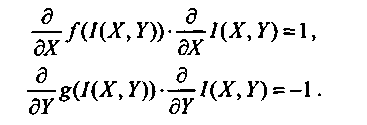 ∂/∂X f(I(X,Y))·∂/∂X I(X,Y)=1,
∂/∂Y g(I(X,Y))·∂/∂Y I(X,Y)=−1.